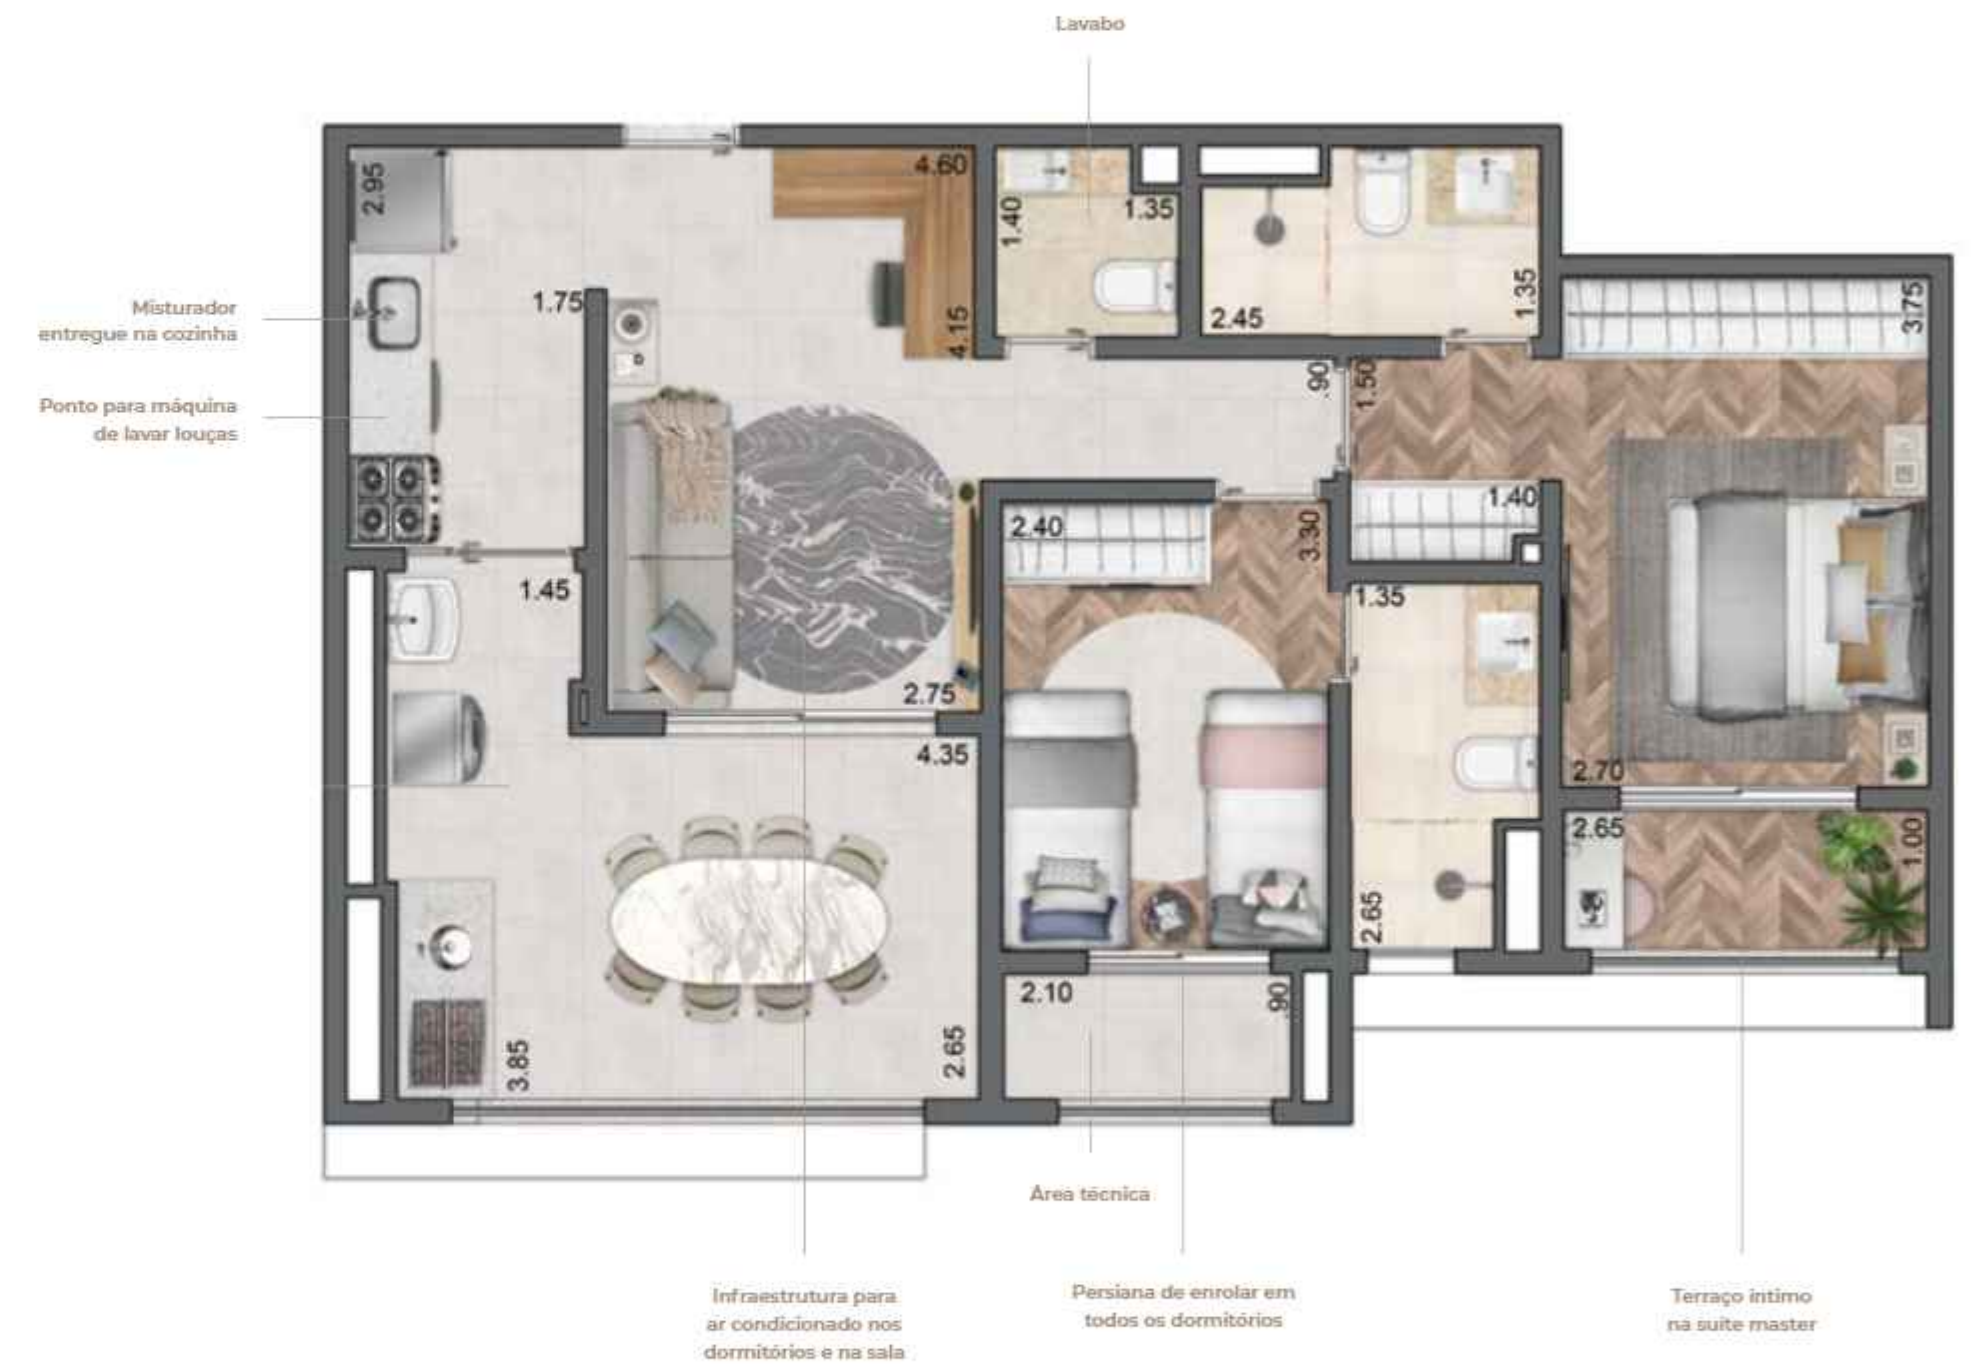 Lavabo
2.95
4.60
1.40
1.35
1.75
4.15
2.45
1.35
3.75
Misturador
entregue na cozinha
.90
1.50
Ponto para máquina
de lavar louças
2.40
3.30
1.40
1.45
1.35
2.75
4.35
2.70
2.65
1.00
2.65
2.10
.90
3.85
2.65
Área técnica
Infraestrutura para
ar condicionado nos
dormitórios e na sala
Persiana de enrolar em
todos os dormitórios
Terraço íntimo
na suíte master